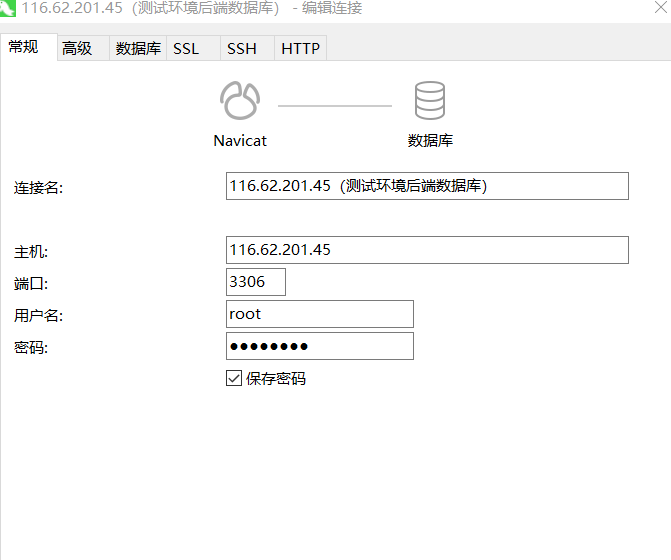 116.62.201.45（测试环境后端数据库） - 编辑连接
常规 高级 数据库 SSL SSH HTTP
Navicat 数据库
连接名: 116.62.201.45（测试环境后端数据库）
主机: 116.62.201.45
端口: 3306
用户名: root
密码: ●●●●●●●●
保存密码